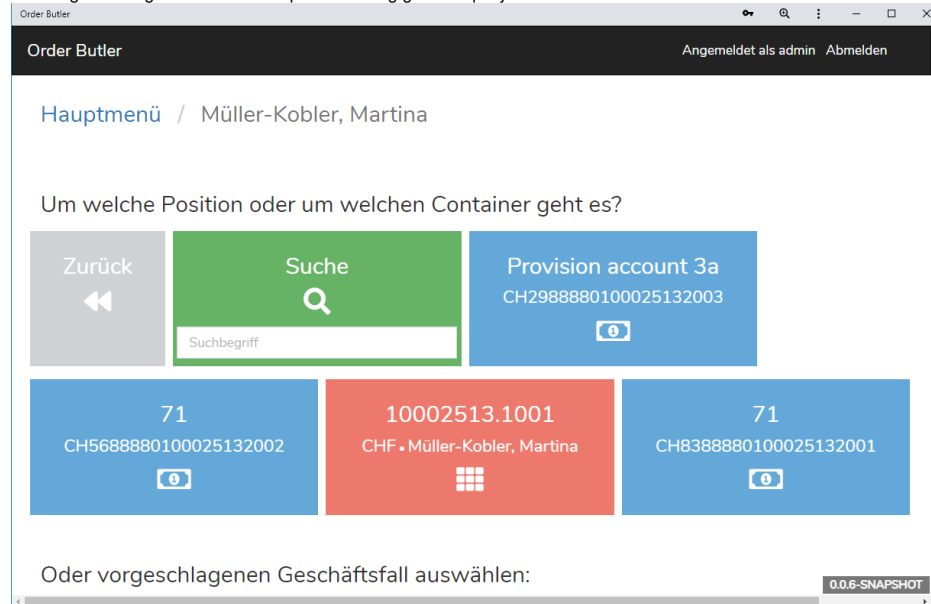 Order Butler
Order Butler
Angemeldet als admin Abmelden
Hauptmenü / Müller-Kobler, Martina
Um welche Position oder um welchen Container geht es?
Zurück
Suche
Suchbegriff
Provision account 3a
CH2988880100025132003
71
CH5688880100025132002
10002513.1001
CHF • Müller-Kobler, Martina
71
CH8388880100025132001
Oder vorgeschlagenen Geschäftsfall auswählen:
0.0.6-SNAPSHOT